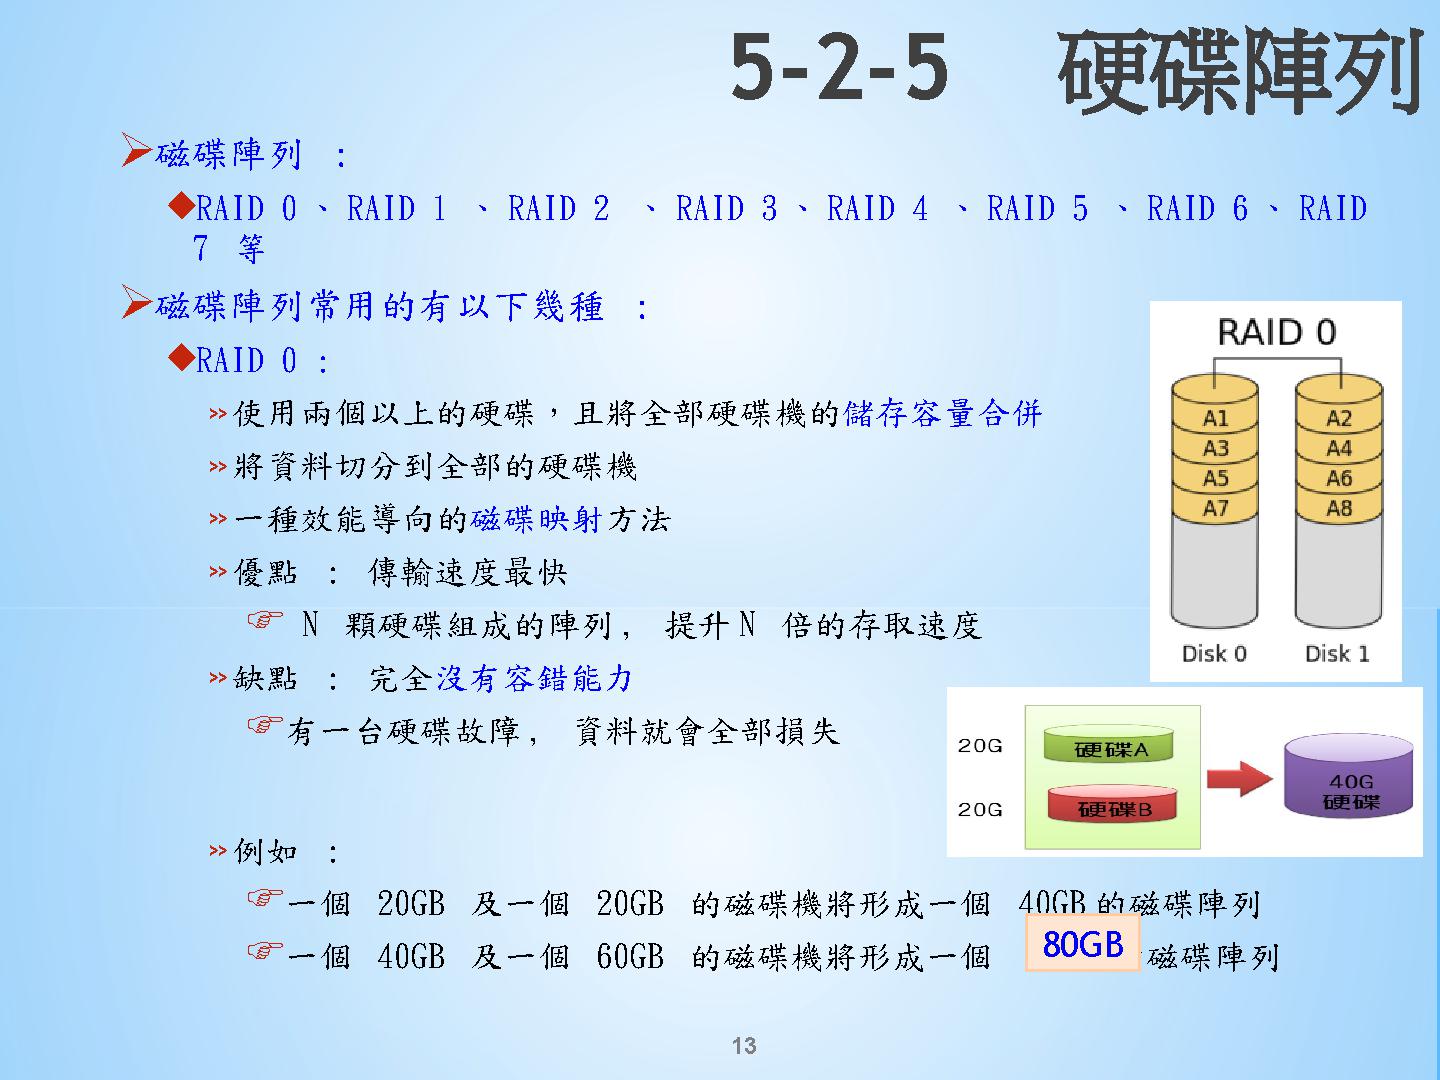 5-2-5 硬碟陣列
磁碟陣列 :
RAID 0、RAID 1 、RAID 2 、RAID 3、RAID 4 、RAID 5 、RAID 6、RAID
7 等
磁碟陣列常用的有以下幾種 :
RAID 0 :
使用兩個以上的硬碟，且將全部硬碟機的儲存容量合併
將資料切分到全部的硬碟機
一種效能導向的磁碟映射方法
優點 : 傳輸速度最快
N 顆硬碟組成的陣列, 提升N 倍的存取速度
缺點 : 完全沒有容錯能力
有一台硬碟故障, 資料就會全部損失
例如 :
一個 20GB 及一個 20GB 的磁碟機將形成一個 40GB的磁碟陣列
一個 40GB 及一個 60GB 的磁碟機將形成一個 80GB 磁碟陣列
RAID 0
A1 A2
A3 A4
A5 A6
A7 A8
Disk 0 Disk 1
20G 硬碟A
20G 硬碟B
40G
硬碟
13